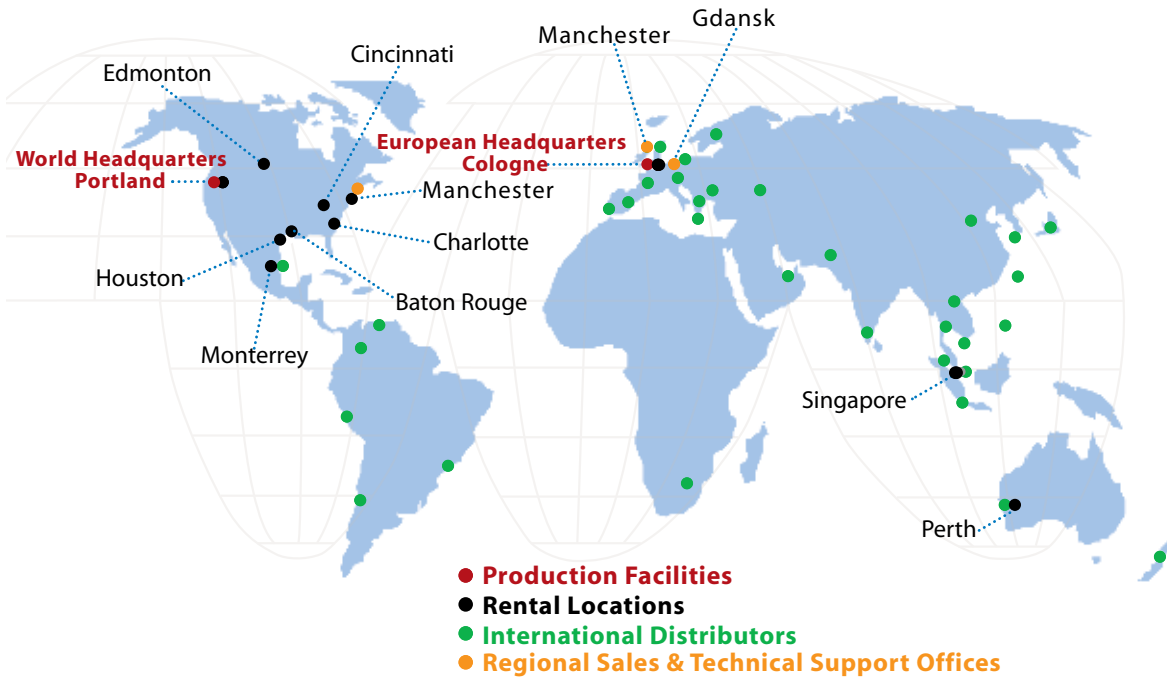 Gdansk
Manchester
Cincinnati
Edmonton
European Headquarters
Cologne
World Headquarters
Portland
Manchester
Charlotte
Houston
Baton Rouge
Monterrey
Singapore
Perth
Production Facilities
Rental Locations
International Distributors
Regional Sales & Technical Support Offices